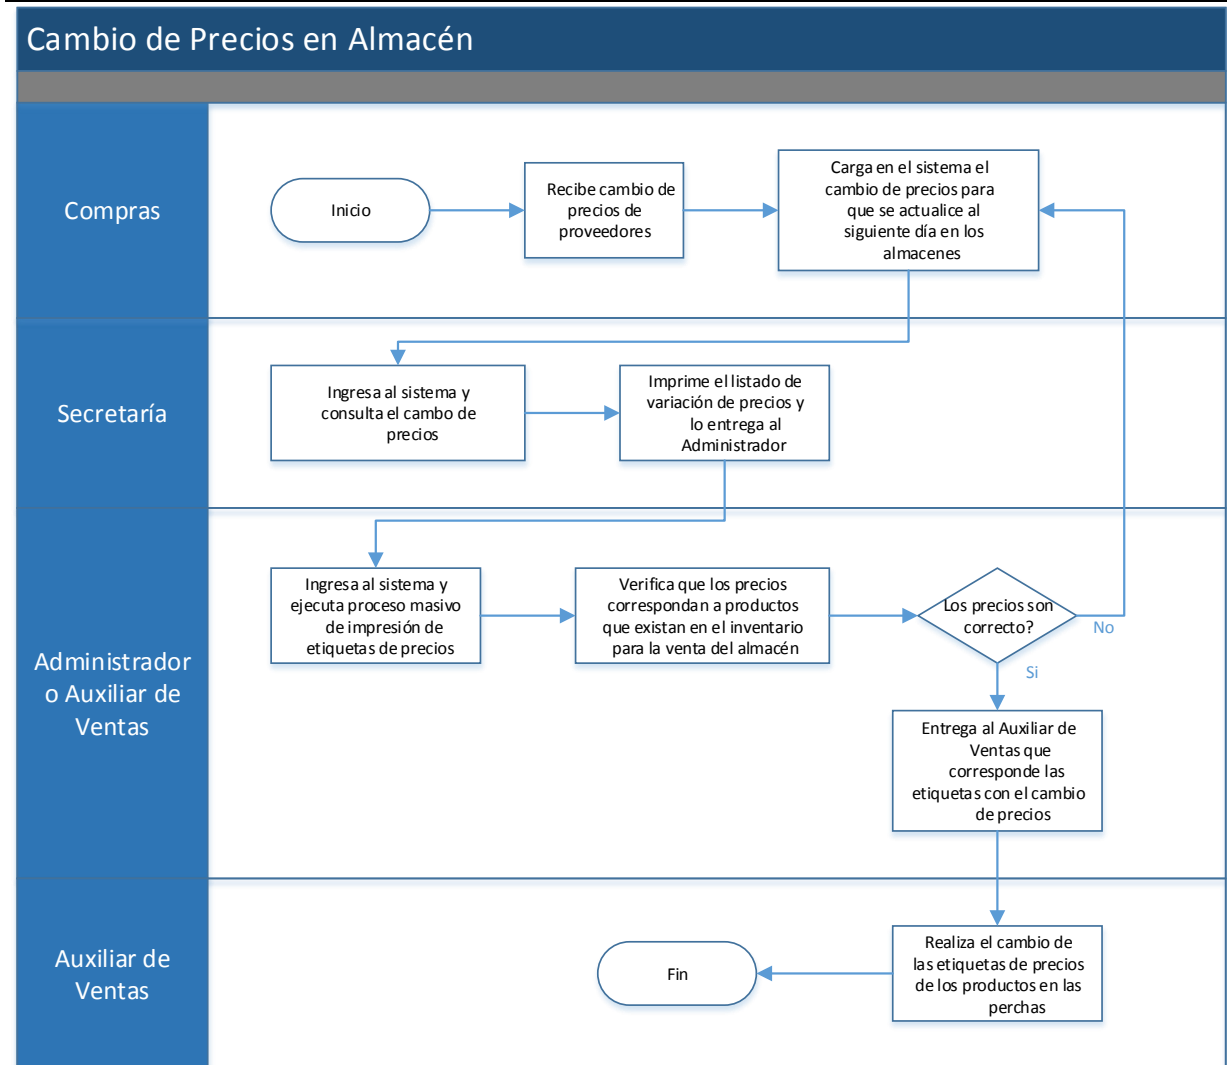 Cambio de Precios en Almacén
Compras
Inicio
Recibe cambio de
precios de
proveedores
Carga en el sistema el
cambio de precios para
que se actualice al
siguiente día en los
almacenes
Secretaría
Ingresa al sistema y
consulta el cambo de
precios
Imprime el listado de
variación de precios y
lo entrega al
Administrador
Administrador
o Auxiliar de
Ventas
Ingresa al sistema y
ejecuta proceso masivo
de impresión de
etiquetas de precios
Verifica que los precios
correspondan a productos
que existan en el inventario
para la venta del almacén
Los precios son
correcto?
No
Si
Entrega al Auxiliar de
Ventas que
corresponde las
etiquetas con el cambio
de precios
Auxiliar de
Ventas
Fin
Realiza el cambio de
las etiquetas de precios
de los productos en las
perchas